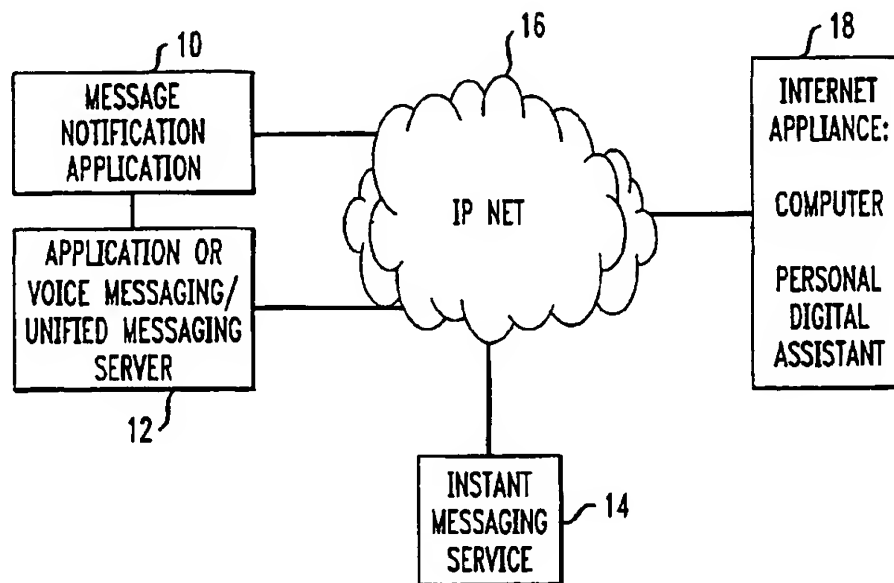 10
MESSAGE
NOTIFICATION
APPLICATION
APPLICATION OR
VOICE MESSAGING/
UNIFIED MESSAGING
SERVER
12
16
IP NET
INSTANT
MESSAGING
SERVICE
14
18
INTERNET
APPLIANCE:
COMPUTER
PERSONAL
DIGITAL
ASSISTANT